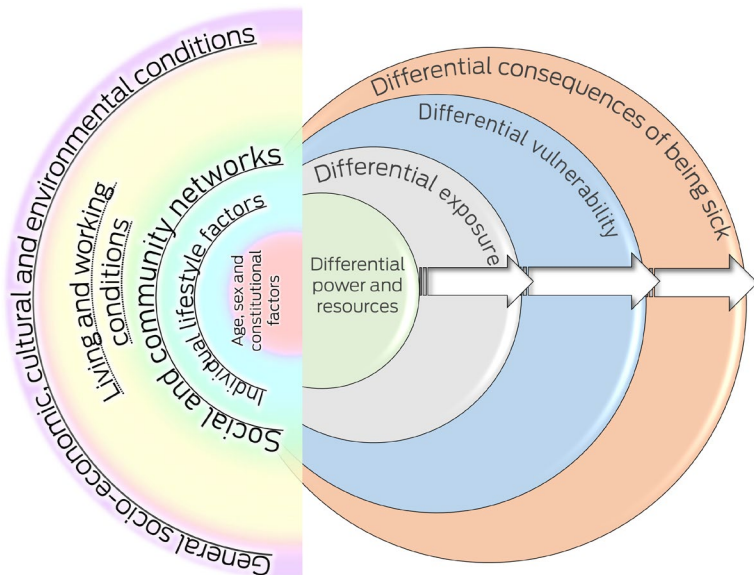 General socio-economic, cultural and environmental conditions
Living and working
conditions
Social and community networks
Individual lifestyle factors
Age, sex and
constitutional
factors
Differential
power and
resources
Differential exposure
Differential vulnerability
Differential consequences of being sick